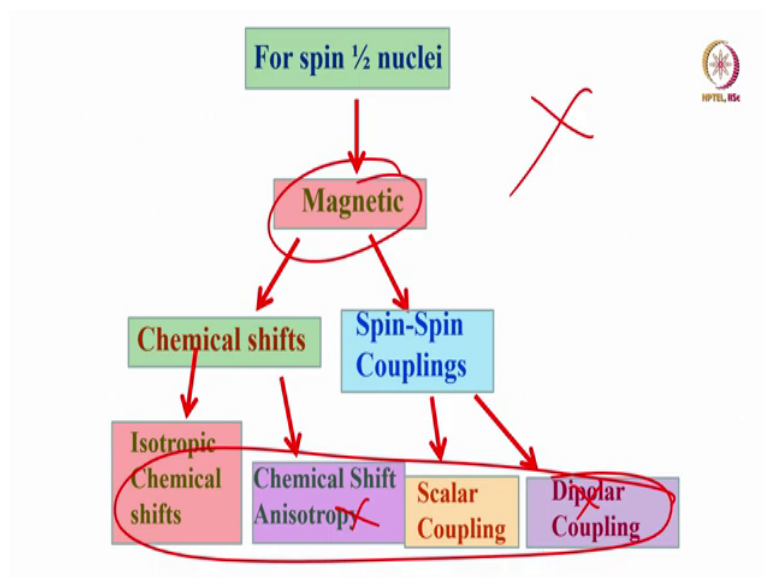 For spin ½ nuclei
NPTEL, IISc
Magnetic
Chemical shifts
Spin-Spin
Couplings
Isotropic
Chemical
shifts
Chemical Shift
Anisotropy
Scalar
Coupling
Dipolar
Coupling